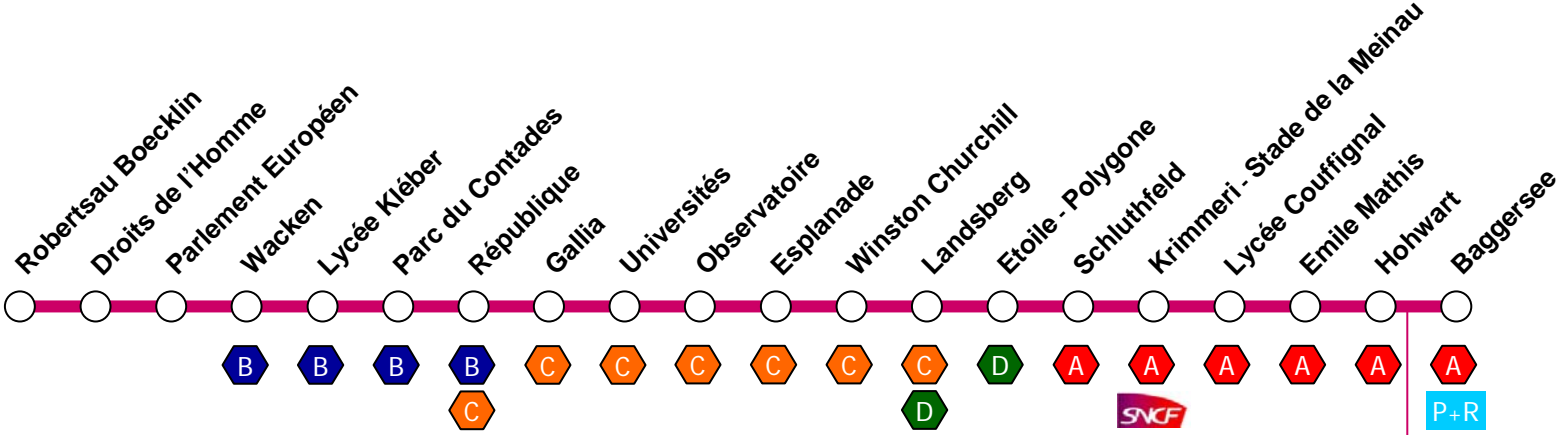 Robertsau Boecklin
Droits de l'Homme
Parlement Européen
Wacken
Lycée Kléber
Parc du Contades
République
Gallia
Universités
Observatoire
Esplanade
Winston Churchill
Landsberg
Etoile - Polygone
Schluthfeld
Krimmeri - Stade de la Meinau
Lycée Couffignal
Emile Mathis
Hohwart
Baggersee
B B B B C C C C C C D A A A A A A
C D SNCF P+R